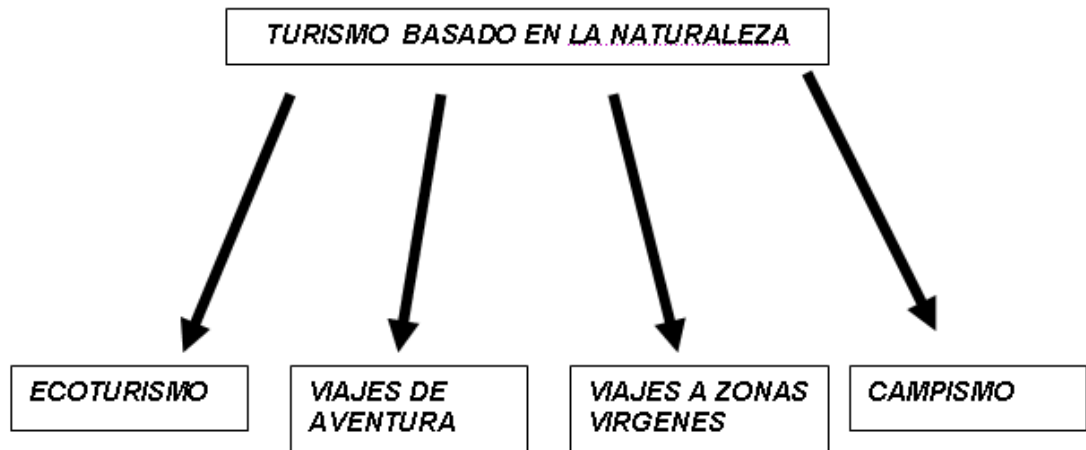 TURISMO BASADO EN LA NATURALEZA
ECOTURISMO
VIAJES DE
AVENTURA
VIAJES A ZONAS
VIRGENES
CAMPISMO